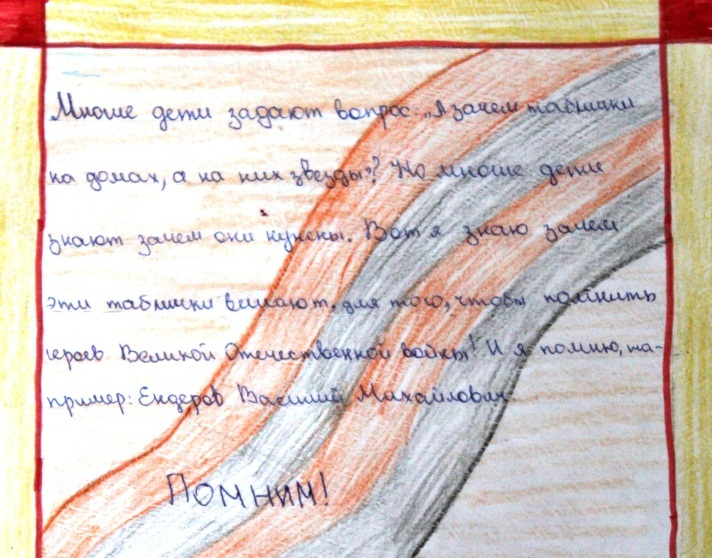 Многие дети задают вопрос: „А зачем таблички
на домах, а на них звезды"? Но многие дети
знают зачем они нужны. Вот я знаю зачем
эти таблички вешают, для того, чтобы помнить
героев Великой Отечественной войны! И я помню, на-
пример: Ендеров Василий Михайлович.
Помним!